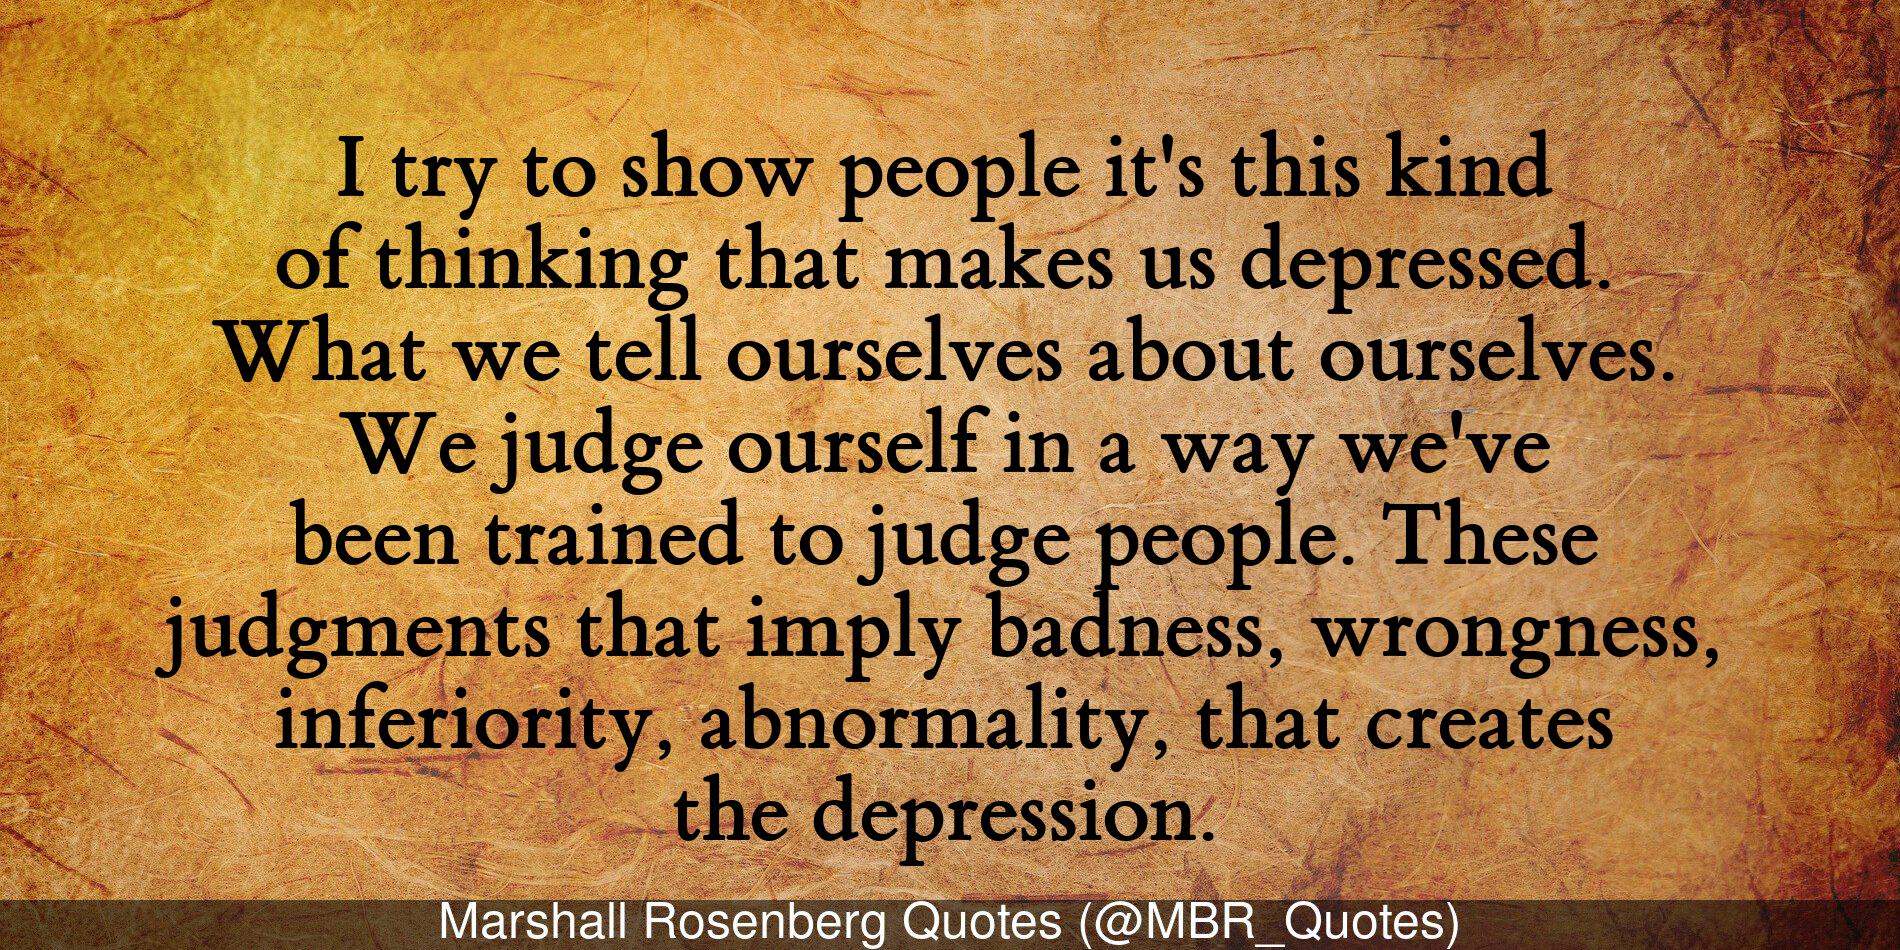 I try to show people it's this kind
of thinking that makes us depressed.
What we tell ourselves about ourselves.
We judge ourself in a way we've
been trained to judge people. These
judgments that imply badness, wrongness,
inferiority, abnormality, that creates
the depression.
Marshall Rosenberg Quotes (@MBR_Quotes)